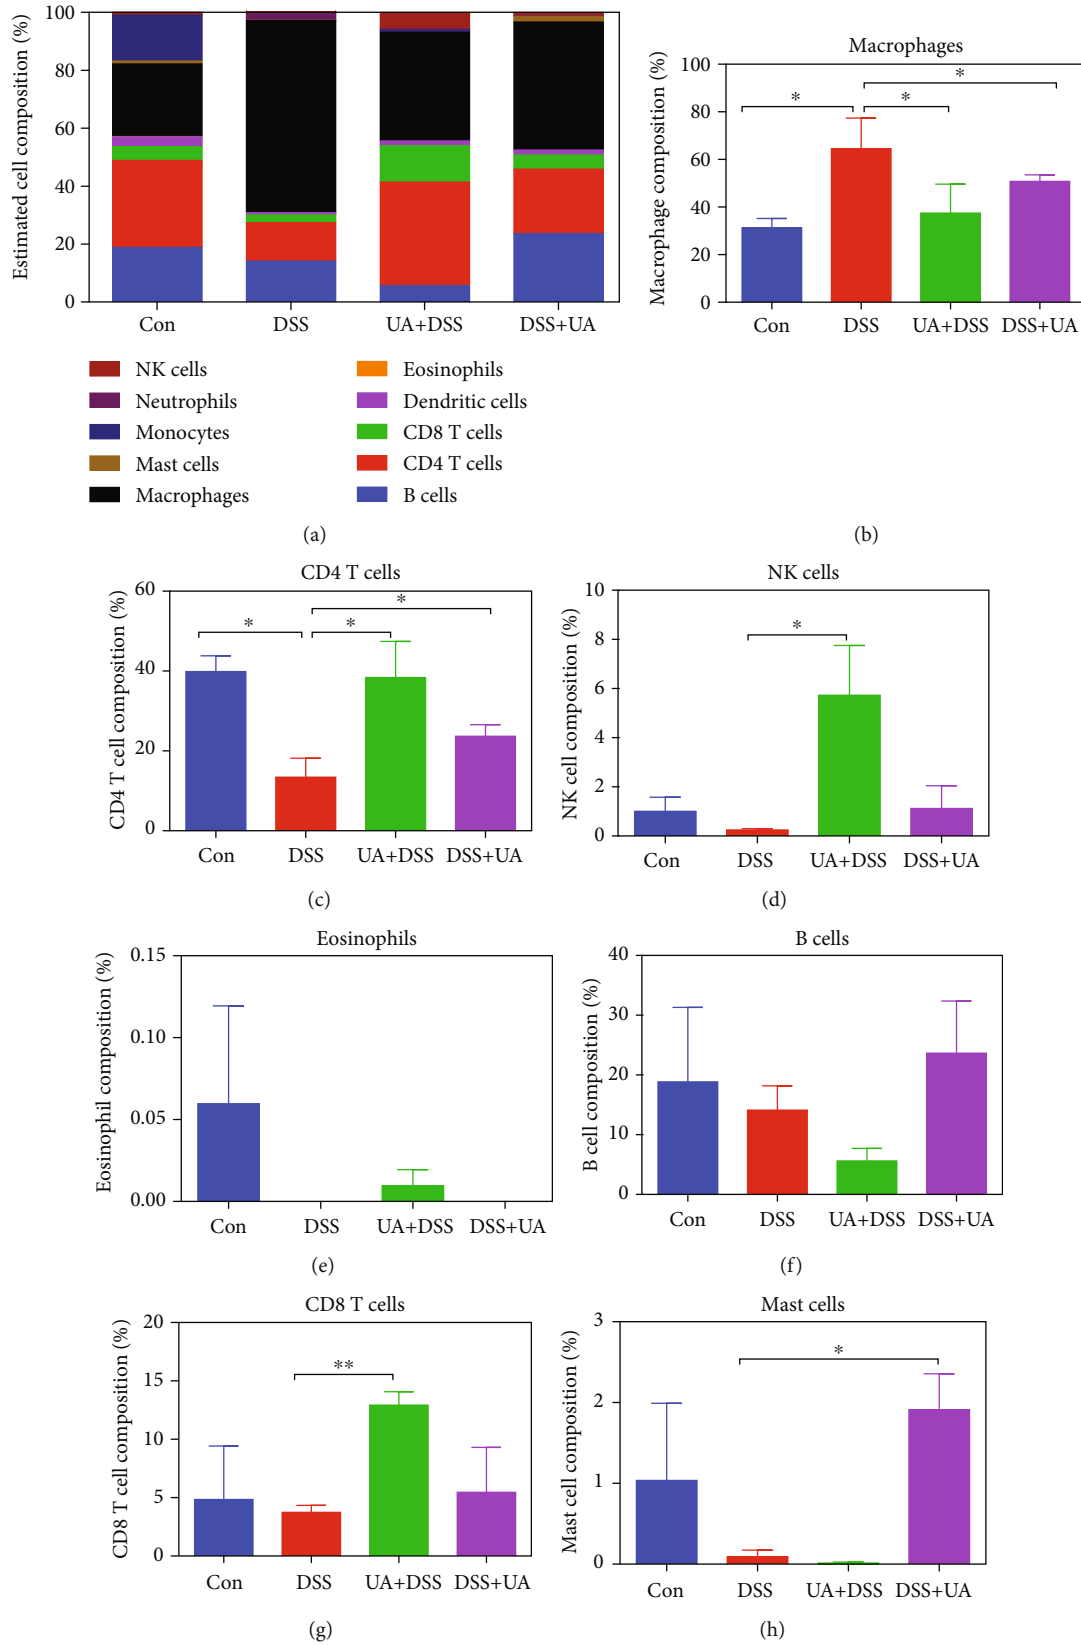 Estimated cell composition (%)
100
80
60
40
20
0
Con
DSS
UA+DSS
DSS+UA
NK cells
Neutrophils
Monocytes
Mast cells
Macrophages
Eosinophils
Dendritic cells
CD8 T cells
CD4 T cells
B cells
(a)
Macrophages
Macrophage composition (%)
100
80
60
40
20
0
*
*
*
Con
DSS
UA+DSS
DSS+UA
(b)
CD4 T cells
CD4 T cell composition (%)
60
40
20
0
*
*
*
Con
DSS
UA+DSS
DSS+UA
(c)
NK cells
NK cell composition (%)
10
8
6
4
2
0
*
Con
DSS
UA+DSS
DSS+UA
(d)
Eosinophils
Eosinophil composition (%)
0.15
0.10
0.05
0.00
Con
DSS
UA+DSS
DSS+UA
(e)
B cells
B cell composition (%)
40
30
20
10
0
Con
DSS
UA+DSS
DSS+UA
(f)
CD8 T cells
CD8 T cell composition (%)
20
15
10
5
0
**
Con
DSS
UA+DSS
DSS+UA
(g)
Mast cells
Mast cell composition (%)
3
2
1
0
*
Con
DSS
UA+DSS
DSS+UA
(h)